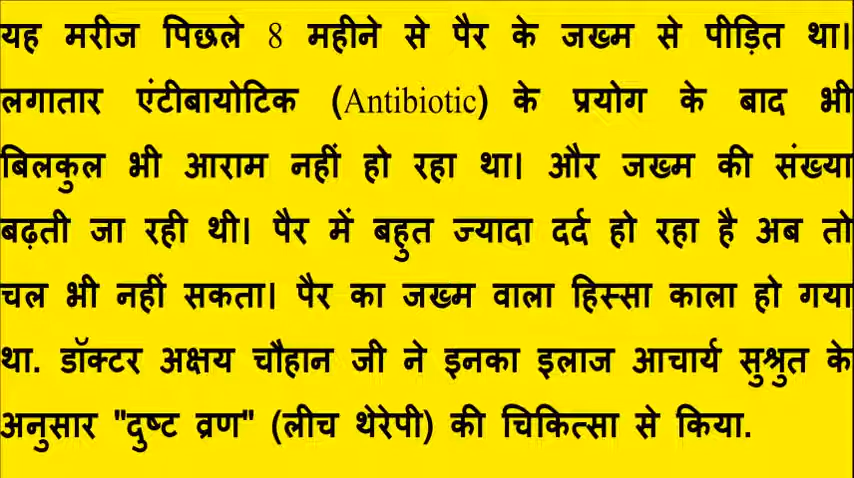 यह मरीज पिछले 8 महीने से पैर के जख्म से पीड़ित था।
लगातार एंटीबायोटिक (Antibiotic) के प्रयोग के बाद भी
बिलकुल भी आराम नहीं हो रहा था। और जख्म की संख्या
बढ़ती जा रही थी। पैर में बहुत ज्यादा दर्द हो रहा है अब तो
चल भी नहीं सकता। पैर का जख्म वाला हिस्सा काला हो गया
था. डॉक्टर अक्षय चौहान जी ने इनका इलाज आचार्य सुश्रुत के
अनुसार "दुष्ट व्रण" (लीच थेरेपी) की चिकित्सा से किया.